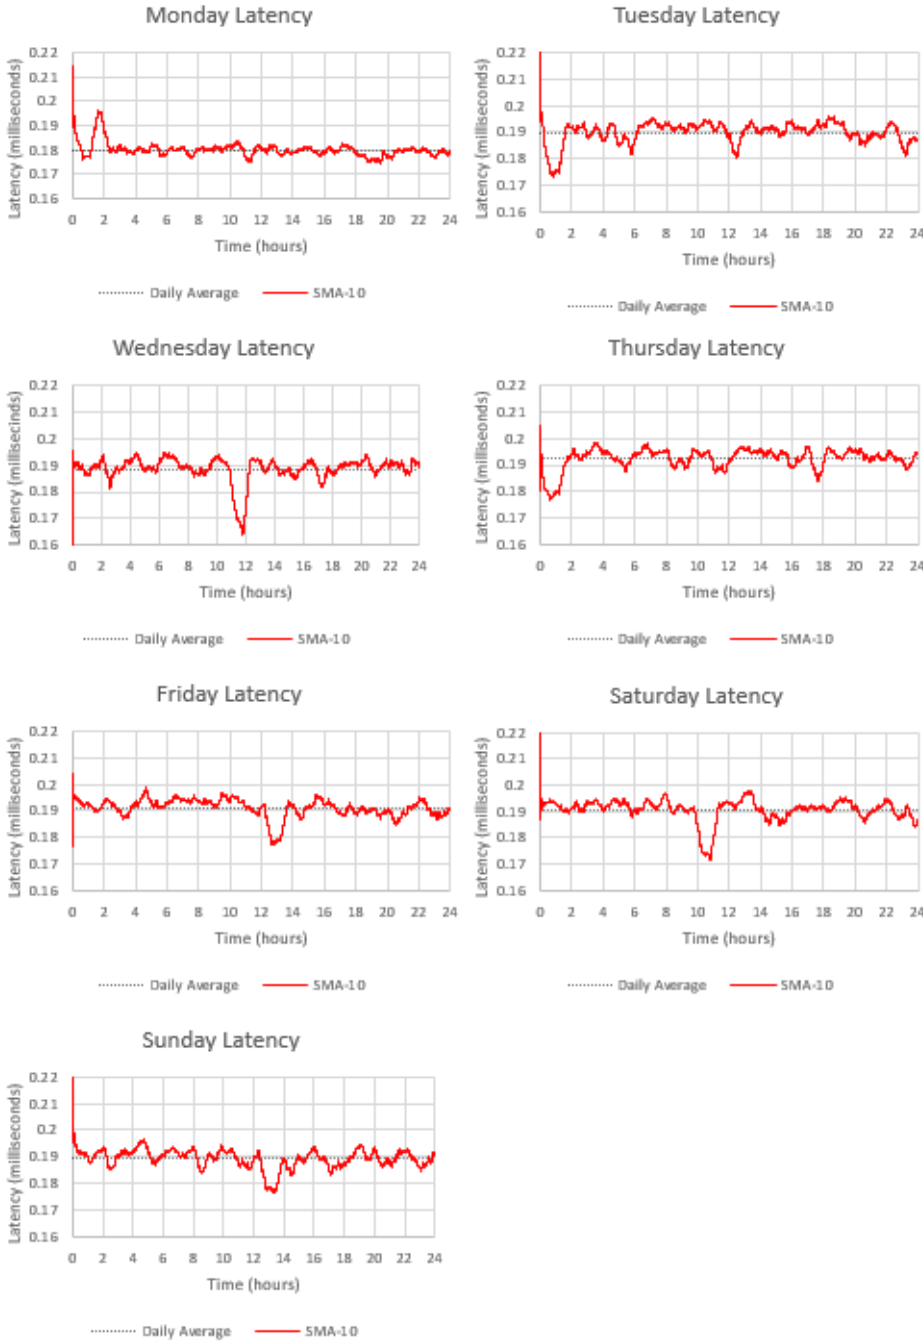 Monday Latency
Latency (milliseconds)
0.22
0.21
0.2
0.19
0.18
0.17
0.16
0 2 4 6 8 10 12 14 16 18 20 22 24
Time (hours)
Daily Average SMA-10
Tuesday Latency
Latency (milliseconds)
0.22
0.21
0.2
0.19
0.18
0.17
0.16
0 2 4 6 8 10 12 14 16 18 20 22 24
Time (hours)
Daily Average SMA-10
Wednesday Latency
Latency (millisecinds)
0.22
0.21
0.2
0.19
0.18
0.17
0.16
0 2 4 6 8 10 12 14 16 18 20 22 24
Time (hours)
Daily Average SMA-10
Thursday Latency
Latency (milliseonds)
0.22
0.21
0.2
0.19
0.18
0.17
0.16
0 2 4 6 8 10 12 14 16 18 20 22 24
Time (hours)
Daily Average SMA-10
Friday Latency
Latency (milliseconds)
0.22
0.21
0.2
0.19
0.18
0.17
0.16
0 2 4 6 8 10 12 14 16 18 20 22 24
Time (hours)
Daily Average SMA-10
Saturday Latency
Latency (milliseconds)
0.22
0.21
0.2
0.19
0.18
0.17
0.16
0 2 4 6 8 10 12 14 16 18 20 22 24
Time (hours)
Daily Average SMA-10
Sunday Latency
Latency (milliseconds)
0.22
0.21
0.2
0.19
0.18
0.17
0.16
0 2 4 6 8 10 12 14 16 18 20 22 24
Time (hours)
Daily Average SMA-10